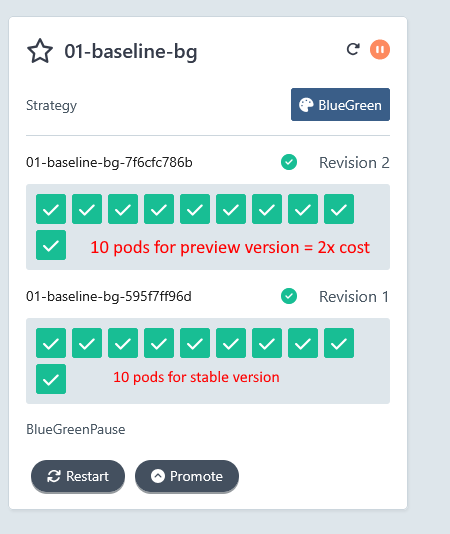 01-baseline-bg
Strategy
BlueGreen
01-baseline-bg-7f6cfc786b
Revision 2
10 pods for preview version = 2x cost
01-baseline-bg-595f7ff96d
Revision 1
10 pods for stable version
BlueGreenPause
Restart
Promote